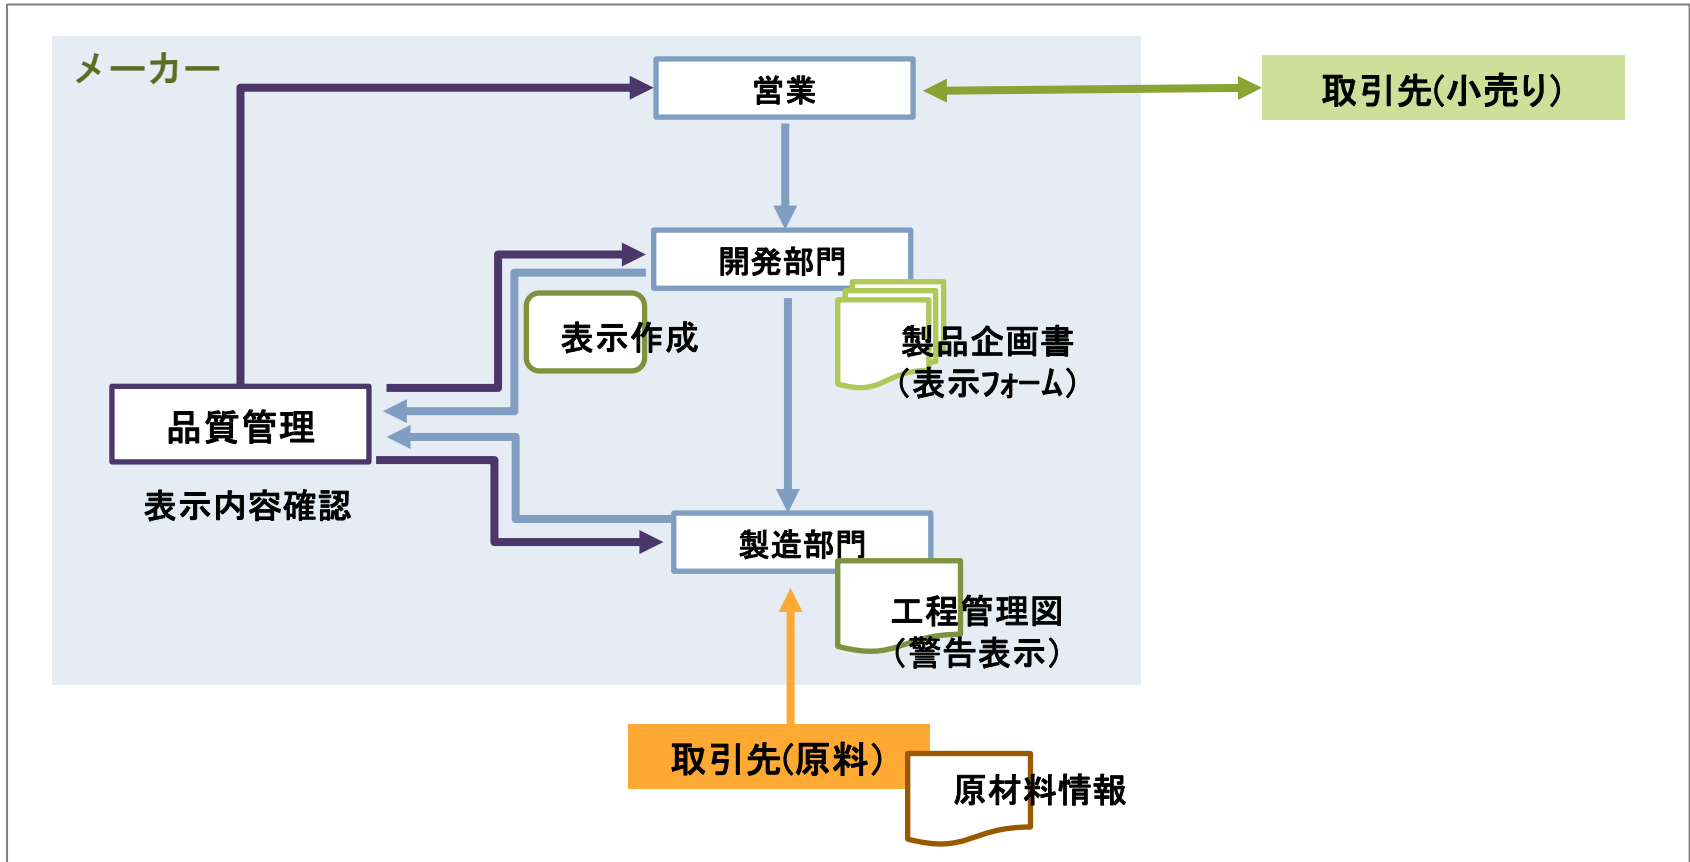 メーカー
営業
取引先(小売り)
開発部門
表示作成
製品企画書
(表示フォーム)
品質管理
表示内容確認
製造部門
工程管理図
(警告表示)
取引先(原料)
原材料情報